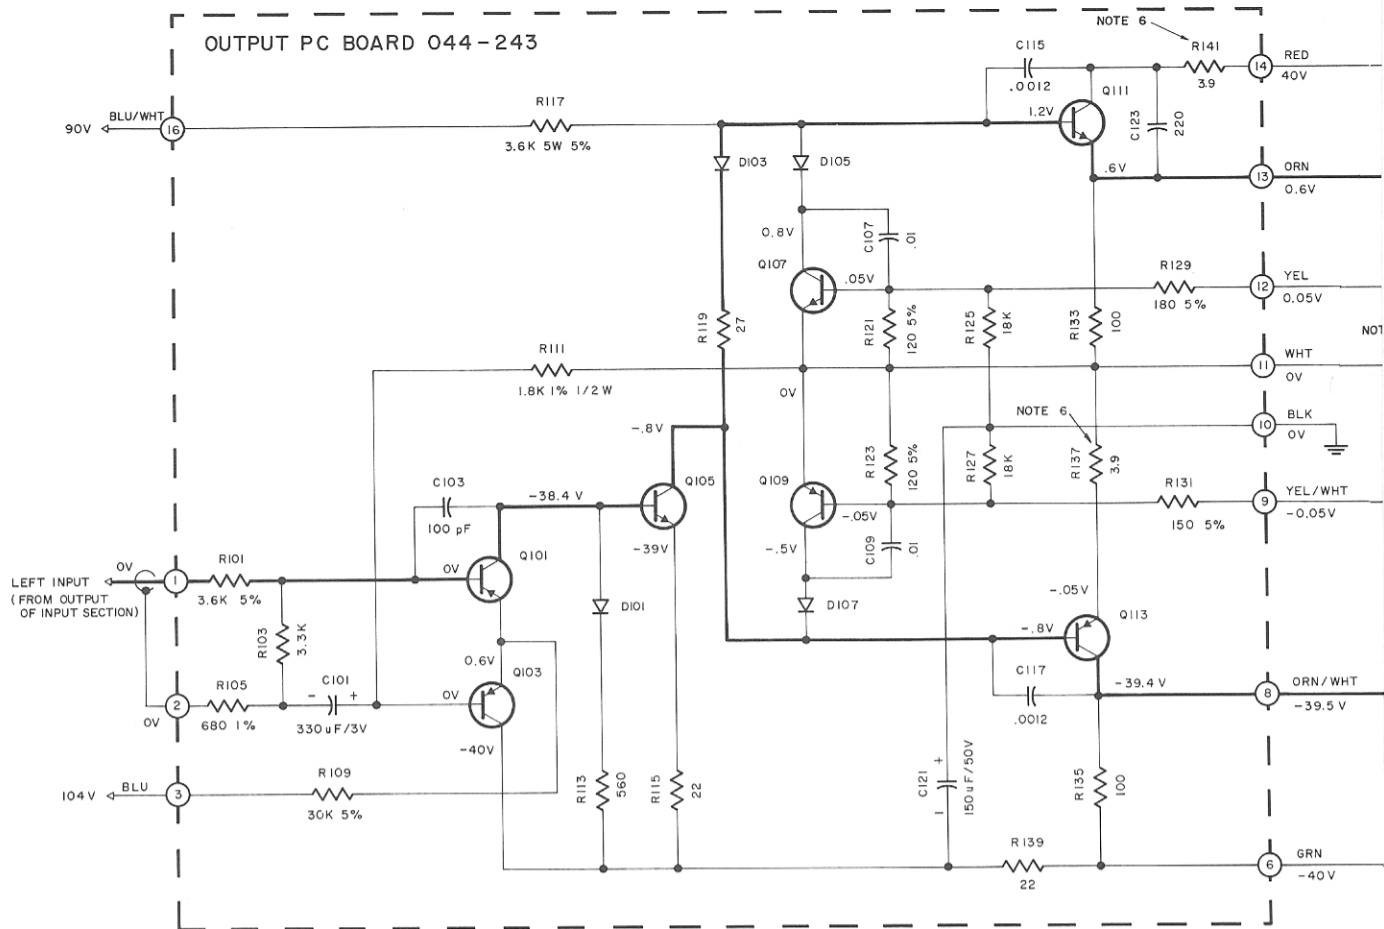 OUTPUT PC BOARD 044-243
NOTE 6
C115
.0012
R141
3.9
14
RED
40V
Q111
1.2V
C123
220
90V
BLU/WHT
16
R117
3.6K 5W 5%
D103
D105
.6V
13
ORN
0.6V
0.8V
C107
.01
Q107
.05V
R129
180 5%
12
YEL
0.05V
R119
27
R121
120 5%
R125
18K
R133
100
NOT
R111
1.8K 1% 1/2W
0V
11
WHT
0V
-.8V
NOTE 6
10
BLK
0V
R123
120 5%
R127
18K
R137
3.9
C103
100 pF
-38.4 V
Q105
-39V
Q109
-.05V
R131
150 5%
9
YEL/WHT
-0.05V
-.5V
C109
.01
LEFT INPUT
(FROM OUTPUT
OF INPUT SECTION)
0V
1
R101
3.6K 5%
0V
Q101
D101
D107
-.05V
Q113
-.8V
R103
3.3K
0.6V
Q103
0V
-40V
0V
2
R105
680 1%
C101
- +
330uF/3V
C117
.0012
-39.4 V
8
ORN/WHT
-39.5 V
104V
BLU
3
R109
30K 5%
R113
560
R115
22
C121
+
-
150uF/50V
R135
100
R139
22
6
GRN
-40V